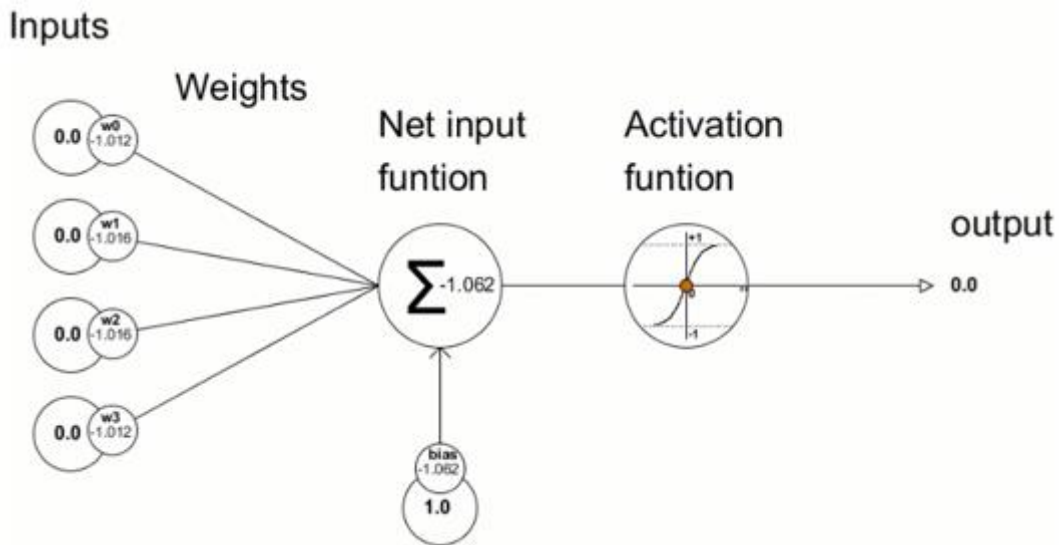 Inputs
Weights
Net input
funtion
Activation
funtion
output
0.0
w0
-1.012
0.0
w1
-1.016
0.0
w2
-1.016
0.0
w3
-1.012
Σ -1.062
+1
0
-1
0.0
bias
-1.062
1.0